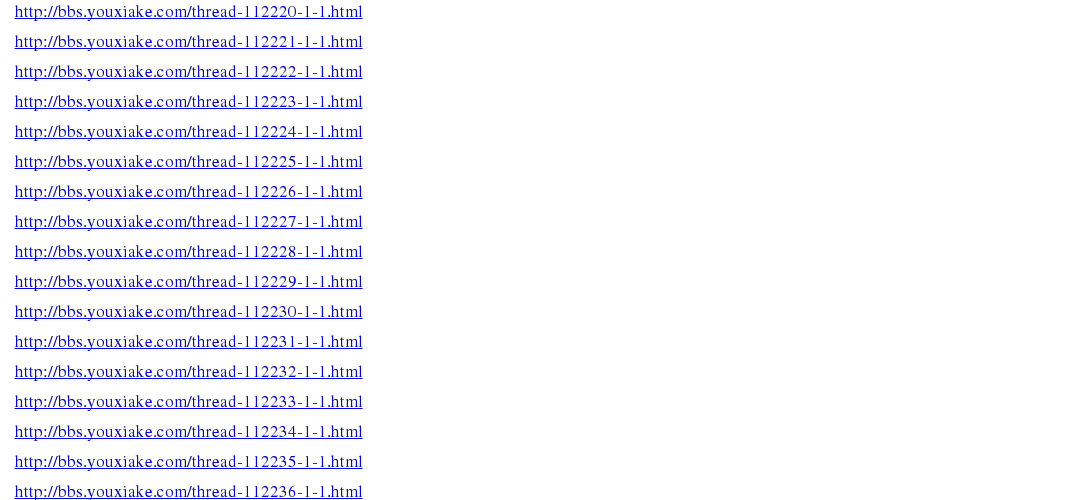 http://bbs.youxiake.com/thread-112220-1-1.html
http://bbs.youxiake.com/thread-112221-1-1.html
http://bbs.youxiake.com/thread-112222-1-1.html
http://bbs.youxiake.com/thread-112223-1-1.html
http://bbs.youxiake.com/thread-112224-1-1.html
http://bbs.youxiake.com/thread-112225-1-1.html
http://bbs.youxiake.com/thread-112226-1-1.html
http://bbs.youxiake.com/thread-112227-1-1.html
http://bbs.youxiake.com/thread-112228-1-1.html
http://bbs.youxiake.com/thread-112229-1-1.html
http://bbs.youxiake.com/thread-112230-1-1.html
http://bbs.youxiake.com/thread-112231-1-1.html
http://bbs.youxiake.com/thread-112232-1-1.html
http://bbs.youxiake.com/thread-112233-1-1.html
http://bbs.youxiake.com/thread-112234-1-1.html
http://bbs.youxiake.com/thread-112235-1-1.html
http://bbs.youxiake.com/thread-112236-1-1.html